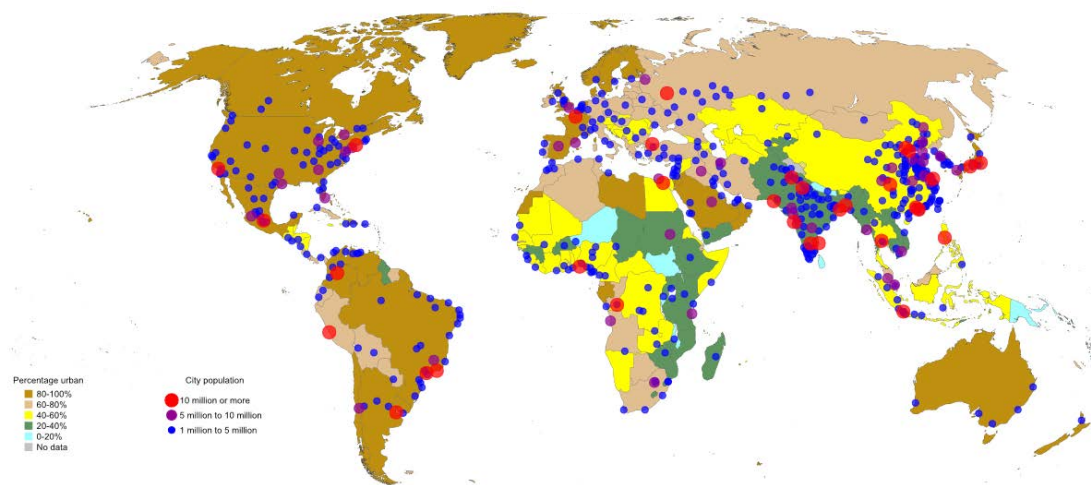 Percentage urban
80-100%
60-80%
40-60%
20-40%
0-20%
No data
City population
10 million or more
5 million to 10 million
1 million to 5 million